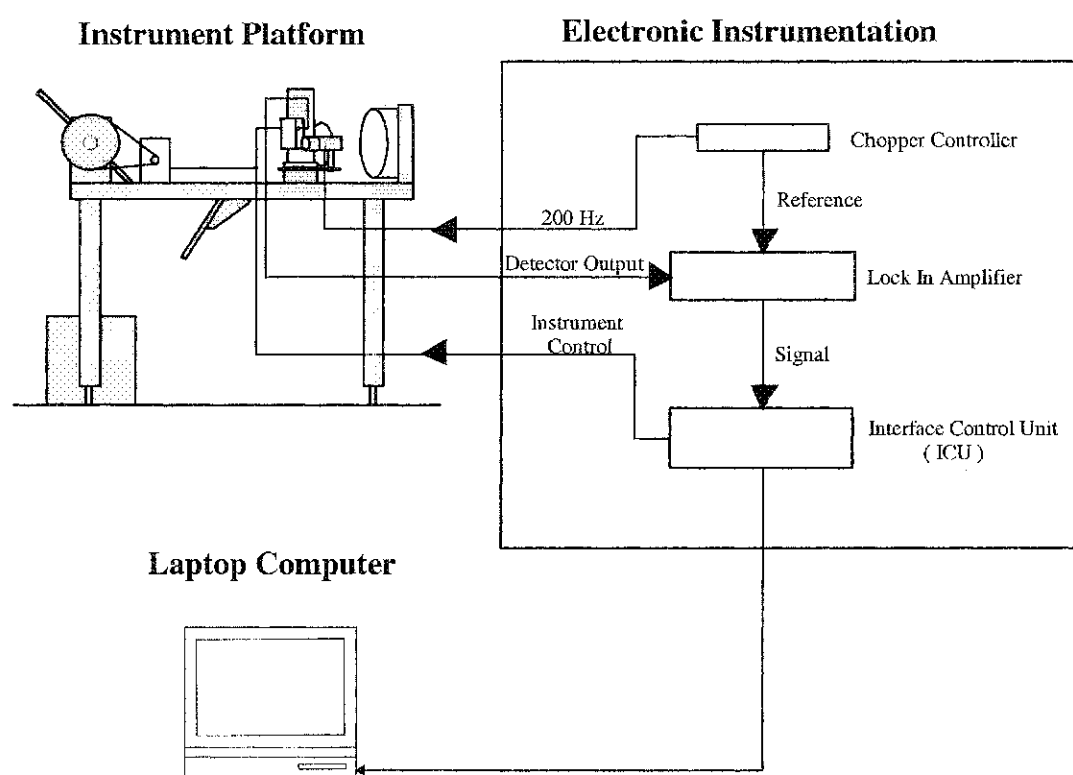 Instrument Platform
Electronic Instrumentation
Chopper Controller
Reference
200 Hz
Detector Output
Lock In Amplifier
Instrument
Control
Signal
Interface Control Unit
( ICU )
Laptop Computer